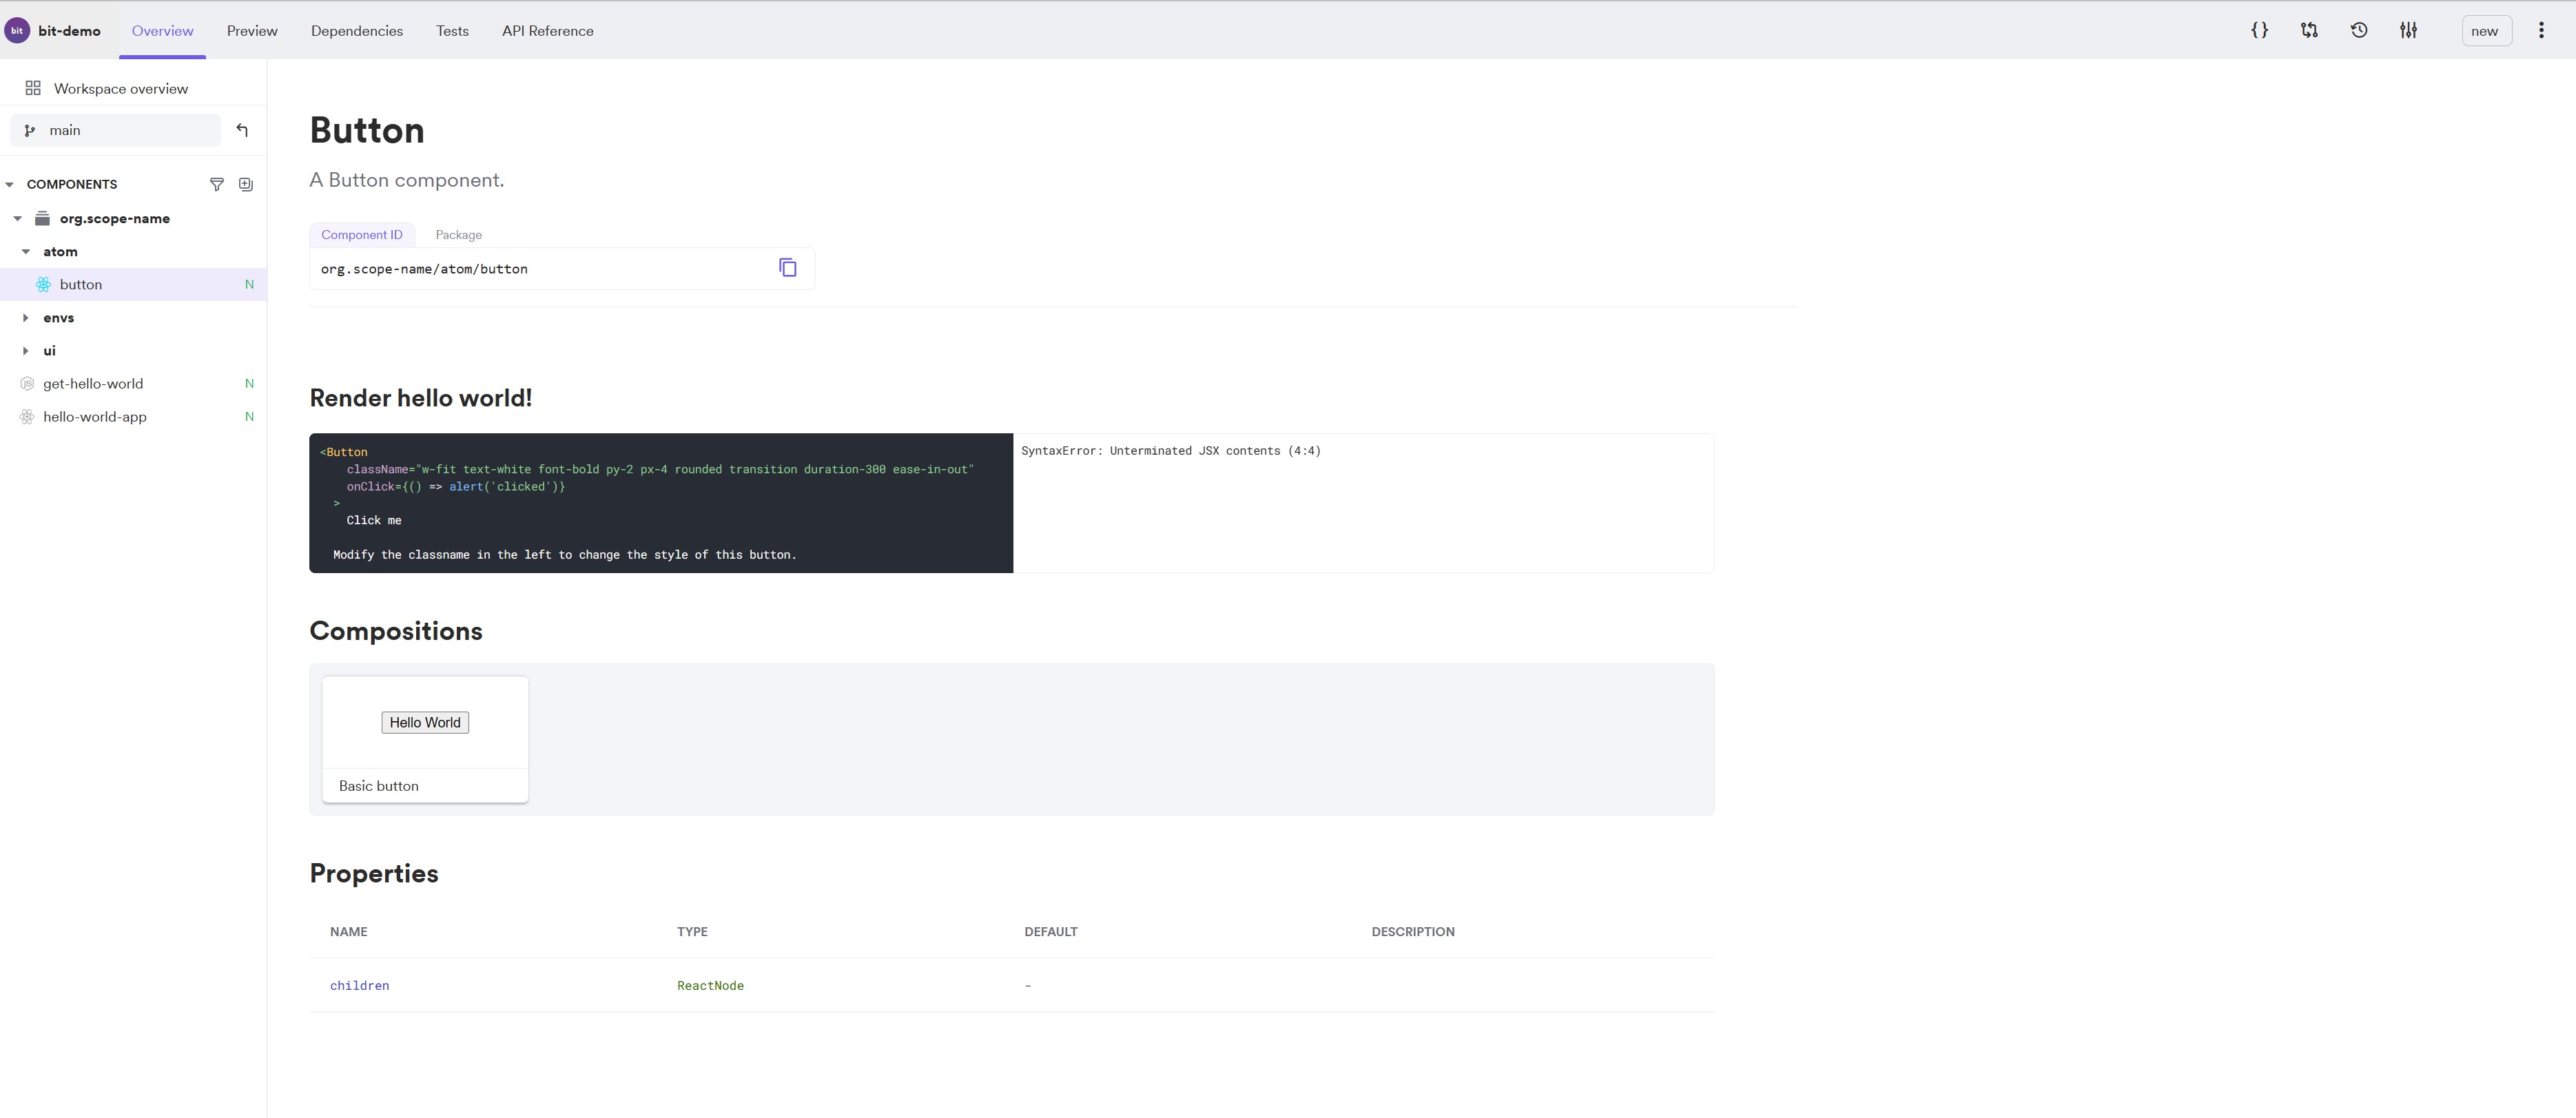 bit bit-demo Overview Preview Dependencies Tests API Reference {} new
Workspace overview
main
COMPONENTS
org.scope-name
atom
button N
envs
ui
JS get-hello-world N
hello-world-app N
Button
A Button component.
Component ID Package
org.scope-name/atom/button
Render hello world!
<Button
className="w-fit text-white font-bold py-2 px-4 rounded transition duration-300 ease-in-out"
onClick={() => alert('clicked')}
>
Click me
Modify the classname in the left to change the style of this button.
SyntaxError: Unterminated JSX contents (4:4)
Compositions
Hello World
Basic button
Properties
NAME TYPE DEFAULT DESCRIPTION
children ReactNode -